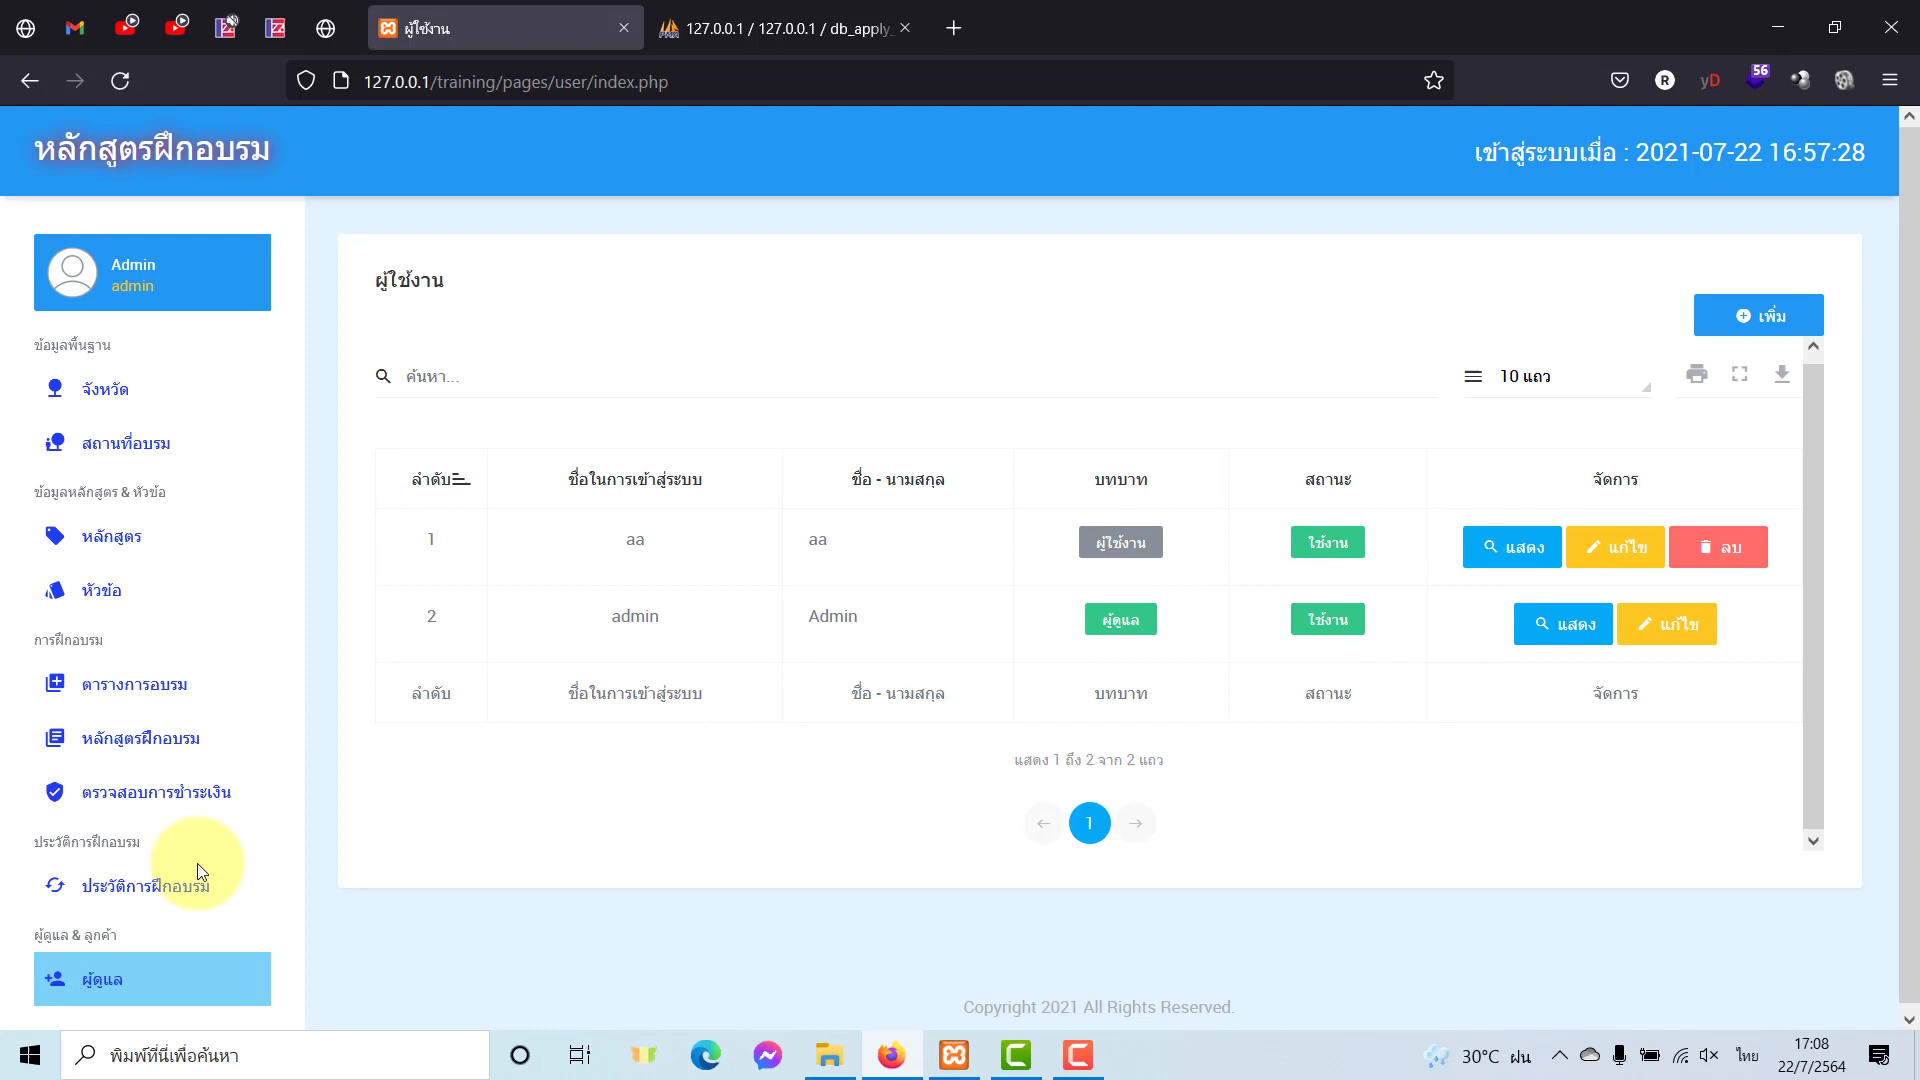 ผู้ใช้งาน
127.0.0.1 / 127.0.0.1 / db_apply_
127.0.0.1/training/pages/user/index.php
R
yD
56
หลักสูตรฝึกอบรม
เข้าสู่ระบบเมื่อ : 2021-07-22 16:57:28
Admin
admin
ข้อมูลพื้นฐาน
จังหวัด
สถานที่อบรม
ข้อมูลหลักสูตร & หัวข้อ
หลักสูตร
หัวข้อ
การฝึกอบรม
ตารางการอบรม
หลักสูตรฝึกอบรม
ตรวจสอบการชำระเงิน
ประวัติการฝึกอบรม
ประวัติการฝึกอบรม
ผู้ดูแล & ลูกค้า
ผู้ดูแล
ผู้ใช้งาน
เพิ่ม
ค้นหา...
10 แถว
ลำดับ ชื่อในการเข้าสู่ระบบ ชื่อ - นามสกุล บทบาท สถานะ จัดการ
1 aa aa ผู้ใช้งาน ใช้งาน แสดง แก้ไข ลบ
2 admin Admin ผู้ดูแล ใช้งาน แสดง แก้ไข
ลำดับ ชื่อในการเข้าสู่ระบบ ชื่อ - นามสกุล บทบาท สถานะ จัดการ
แสดง 1 ถึง 2 จาก 2 แถว
1
Copyright 2021 All Rights Reserved.
พิมพ์ที่นี่เพื่อค้นหา
30°C ฝน
ไทย
17:08
22/7/2564